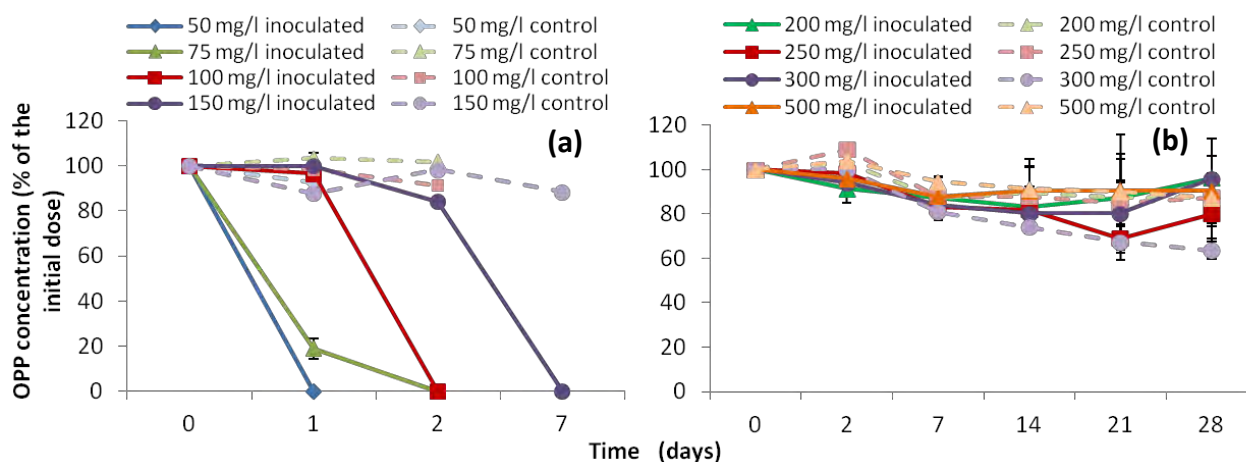 50 mg/l inoculated 50 mg/l control
75 mg/l inoculated 75 mg/l control
100 mg/l inoculated 100 mg/l control
150 mg/l inoculated 150 mg/l control
200 mg/l inoculated 200 mg/l control
250 mg/l inoculated 250 mg/l control
300 mg/l inoculated 300 mg/l control
500 mg/l inoculated 500 mg/l control
OPP concentration (% of the
initial dose)
120
100
80
60
40
20
0
(a)
0 1 2 7
120
100
80
60
40
20
0
(b)
0 2 7 14 21 28
Time (days)